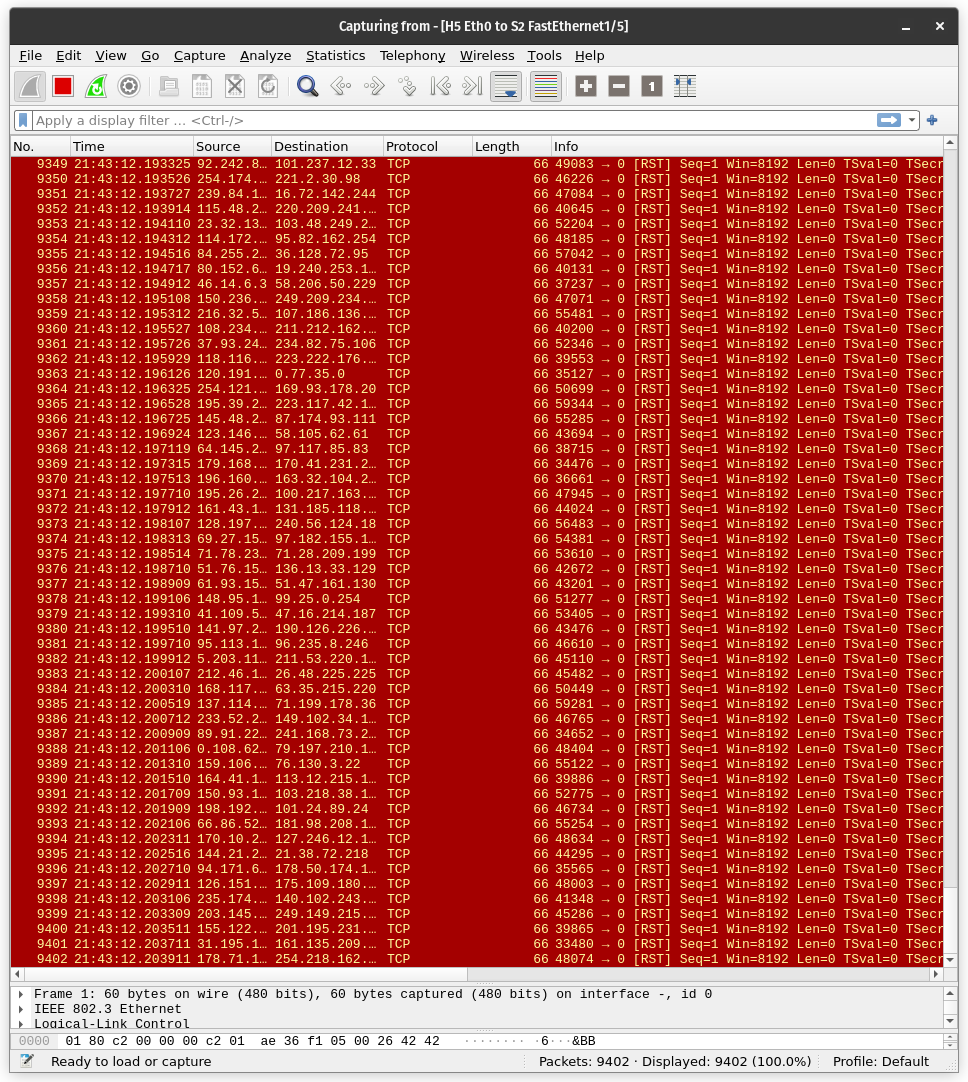 Capturing from - [H5 Eth0 to S2 FastEthernet1/5]
File Edit View Go Capture Analyze Statistics Telephony Wireless Tools Help
Apply a display filter … <Ctrl-/>
No. Time Source Destination Protocol Length Info
9349 21:43:12.193325 92.242.8… 101.237.12.33 TCP 66 49083 → 0 [RST] Seq=1 Win=8192 Len=0 TSval=0 TSecr
9350 21:43:12.193526 254.174.… 221.2.30.98 TCP 66 46226 → 0 [RST] Seq=1 Win=8192 Len=0 TSval=0 TSecr
9351 21:43:12.193727 239.84.1… 16.72.142.244 TCP 66 47084 → 0 [RST] Seq=1 Win=8192 Len=0 TSval=0 TSecr
9352 21:43:12.193914 115.48.2… 220.209.241.… TCP 66 40645 → 0 [RST] Seq=1 Win=8192 Len=0 TSval=0 TSecr
9353 21:43:12.194110 23.32.13… 103.48.249.2… TCP 66 52204 → 0 [RST] Seq=1 Win=8192 Len=0 TSval=0 TSecr
9354 21:43:12.194312 114.172.… 95.82.162.254 TCP 66 48185 → 0 [RST] Seq=1 Win=8192 Len=0 TSval=0 TSecr
9355 21:43:12.194516 84.255.2… 36.128.72.95 TCP 66 57042 → 0 [RST] Seq=1 Win=8192 Len=0 TSval=0 TSecr
9356 21:43:12.194717 80.152.6… 19.240.253.1… TCP 66 40131 → 0 [RST] Seq=1 Win=8192 Len=0 TSval=0 TSecr
9357 21:43:12.194912 46.14.6.3 58.206.50.229 TCP 66 37237 → 0 [RST] Seq=1 Win=8192 Len=0 TSval=0 TSecr
9358 21:43:12.195108 150.236.… 249.209.234.… TCP 66 47071 → 0 [RST] Seq=1 Win=8192 Len=0 TSval=0 TSecr
9359 21:43:12.195312 216.32.5… 107.186.136.… TCP 66 55481 → 0 [RST] Seq=1 Win=8192 Len=0 TSval=0 TSecr
9360 21:43:12.195527 108.234.… 211.212.162.… TCP 66 40200 → 0 [RST] Seq=1 Win=8192 Len=0 TSval=0 TSecr
9361 21:43:12.195726 37.93.24… 234.82.75.106 TCP 66 52346 → 0 [RST] Seq=1 Win=8192 Len=0 TSval=0 TSecr
9362 21:43:12.195929 118.116.… 223.222.176.… TCP 66 39553 → 0 [RST] Seq=1 Win=8192 Len=0 TSval=0 TSecr
9363 21:43:12.196126 120.191.… 0.77.35.0 TCP 66 35127 → 0 [RST] Seq=1 Win=8192 Len=0 TSval=0 TSecr
9364 21:43:12.196325 254.121.… 169.93.178.20 TCP 66 50699 → 0 [RST] Seq=1 Win=8192 Len=0 TSval=0 TSecr
9365 21:43:12.196528 195.39.2… 223.117.42.1… TCP 66 59344 → 0 [RST] Seq=1 Win=8192 Len=0 TSval=0 TSecr
9366 21:43:12.196725 145.48.2… 87.174.93.111 TCP 66 55285 → 0 [RST] Seq=1 Win=8192 Len=0 TSval=0 TSecr
9367 21:43:12.196924 123.146.… 58.105.62.61 TCP 66 43694 → 0 [RST] Seq=1 Win=8192 Len=0 TSval=0 TSecr
9368 21:43:12.197119 64.145.2… 97.117.85.83 TCP 66 38715 → 0 [RST] Seq=1 Win=8192 Len=0 TSval=0 TSecr
9369 21:43:12.197315 179.168.… 170.41.231.2… TCP 66 34476 → 0 [RST] Seq=1 Win=8192 Len=0 TSval=0 TSecr
9370 21:43:12.197513 196.160.… 163.32.104.2… TCP 66 36661 → 0 [RST] Seq=1 Win=8192 Len=0 TSval=0 TSecr
9371 21:43:12.197710 195.26.2… 100.217.163.… TCP 66 47945 → 0 [RST] Seq=1 Win=8192 Len=0 TSval=0 TSecr
9372 21:43:12.197912 161.43.1… 131.185.118.… TCP 66 44024 → 0 [RST] Seq=1 Win=8192 Len=0 TSval=0 TSecr
9373 21:43:12.198107 128.197.… 240.56.124.18 TCP 66 56483 → 0 [RST] Seq=1 Win=8192 Len=0 TSval=0 TSecr
9374 21:43:12.198313 69.27.15… 97.182.155.1… TCP 66 54381 → 0 [RST] Seq=1 Win=8192 Len=0 TSval=0 TSecr
9375 21:43:12.198514 71.78.23… 71.28.209.199 TCP 66 53610 → 0 [RST] Seq=1 Win=8192 Len=0 TSval=0 TSecr
9376 21:43:12.198710 51.76.15… 136.13.33.129 TCP 66 42672 → 0 [RST] Seq=1 Win=8192 Len=0 TSval=0 TSecr
9377 21:43:12.198909 61.93.15… 51.47.161.130 TCP 66 43201 → 0 [RST] Seq=1 Win=8192 Len=0 TSval=0 TSecr
9378 21:43:12.199106 148.95.1… 99.25.0.254 TCP 66 51277 → 0 [RST] Seq=1 Win=8192 Len=0 TSval=0 TSecr
9379 21:43:12.199310 41.109.5… 47.16.214.187 TCP 66 53405 → 0 [RST] Seq=1 Win=8192 Len=0 TSval=0 TSecr
9380 21:43:12.199510 141.97.2… 190.126.226.… TCP 66 43476 → 0 [RST] Seq=1 Win=8192 Len=0 TSval=0 TSecr
9381 21:43:12.199710 95.113.1… 96.235.8.246 TCP 66 46610 → 0 [RST] Seq=1 Win=8192 Len=0 TSval=0 TSecr
9382 21:43:12.199912 5.203.11… 211.53.220.1… TCP 66 45110 → 0 [RST] Seq=1 Win=8192 Len=0 TSval=0 TSecr
9383 21:43:12.200107 212.46.1… 26.48.225.225 TCP 66 45482 → 0 [RST] Seq=1 Win=8192 Len=0 TSval=0 TSecr
9384 21:43:12.200310 168.117.… 63.35.215.220 TCP 66 50449 → 0 [RST] Seq=1 Win=8192 Len=0 TSval=0 TSecr
9385 21:43:12.200519 137.114.… 71.199.178.36 TCP 66 59281 → 0 [RST] Seq=1 Win=8192 Len=0 TSval=0 TSecr
9386 21:43:12.200712 233.52.2… 149.102.34.1… TCP 66 46765 → 0 [RST] Seq=1 Win=8192 Len=0 TSval=0 TSecr
9387 21:43:12.200909 89.91.22… 241.168.73.2… TCP 66 34652 → 0 [RST] Seq=1 Win=8192 Len=0 TSval=0 TSecr
9388 21:43:12.201106 0.108.62… 79.197.210.1… TCP 66 48404 → 0 [RST] Seq=1 Win=8192 Len=0 TSval=0 TSecr
9389 21:43:12.201310 159.106.… 76.130.3.22 TCP 66 55122 → 0 [RST] Seq=1 Win=8192 Len=0 TSval=0 TSecr
9390 21:43:12.201510 164.41.1… 113.12.215.1… TCP 66 39886 → 0 [RST] Seq=1 Win=8192 Len=0 TSval=0 TSecr
9391 21:43:12.201709 150.93.1… 103.218.38.1… TCP 66 52775 → 0 [RST] Seq=1 Win=8192 Len=0 TSval=0 TSecr
9392 21:43:12.201909 198.192.… 101.24.89.24 TCP 66 46734 → 0 [RST] Seq=1 Win=8192 Len=0 TSval=0 TSecr
9393 21:43:12.202106 66.86.52… 181.98.208.1… TCP 66 55254 → 0 [RST] Seq=1 Win=8192 Len=0 TSval=0 TSecr
9394 21:43:12.202311 170.10.2… 127.246.12.1… TCP 66 48634 → 0 [RST] Seq=1 Win=8192 Len=0 TSval=0 TSecr
9395 21:43:12.202516 144.21.2… 21.38.72.218 TCP 66 44295 → 0 [RST] Seq=1 Win=8192 Len=0 TSval=0 TSecr
9396 21:43:12.202710 94.171.6… 178.50.174.1… TCP 66 35565 → 0 [RST] Seq=1 Win=8192 Len=0 TSval=0 TSecr
9397 21:43:12.202911 126.151.… 175.109.180.… TCP 66 48003 → 0 [RST] Seq=1 Win=8192 Len=0 TSval=0 TSecr
9398 21:43:12.203106 235.174.… 140.102.243.… TCP 66 41348 → 0 [RST] Seq=1 Win=8192 Len=0 TSval=0 TSecr
9399 21:43:12.203309 203.145.… 249.149.215.… TCP 66 45286 → 0 [RST] Seq=1 Win=8192 Len=0 TSval=0 TSecr
9400 21:43:12.203511 155.122.… 201.195.231.… TCP 66 39865 → 0 [RST] Seq=1 Win=8192 Len=0 TSval=0 TSecr
9401 21:43:12.203711 31.195.1… 161.135.209.… TCP 66 33480 → 0 [RST] Seq=1 Win=8192 Len=0 TSval=0 TSecr
9402 21:43:12.203911 178.71.1… 254.218.162.… TCP 66 48074 → 0 [RST] Seq=1 Win=8192 Len=0 TSval=0 TSecr
Frame 1: 60 bytes on wire (480 bits), 60 bytes captured (480 bits) on interface -, id 0
IEEE 802.3 Ethernet
Logical-Link Control
0000 01 80 c2 00 00 00 c2 01 ae 36 f1 05 00 26 42 42 ········ ·6···&BB
Ready to load or capture Packets: 9402 · Displayed: 9402 (100.0%) Profile: Default